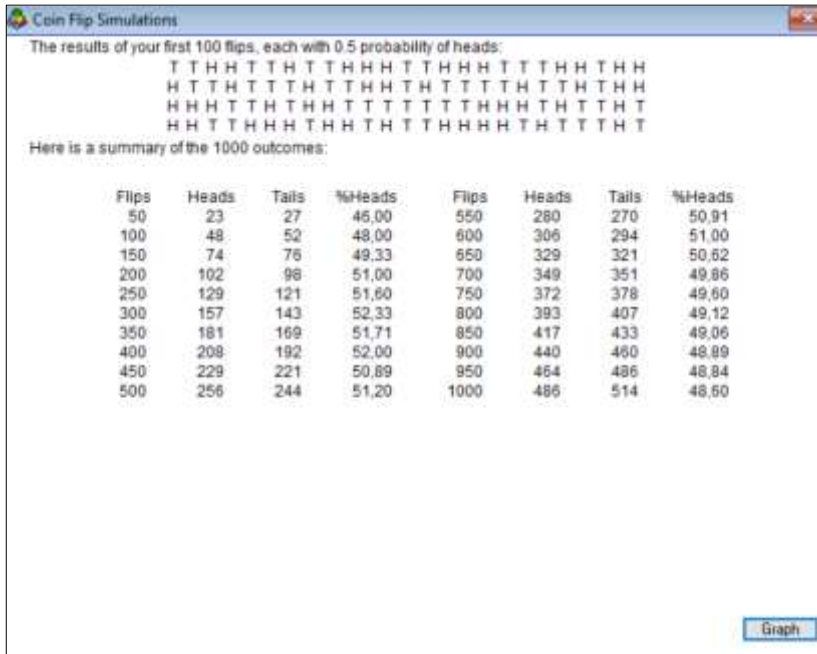 Coin Flip Simulations
The results of your first 100 flips, each with 0.5 probability of heads:
T T H H T T H T T H H H T T H H H T T T H H T H H
H T T H T T T H T T H H T H T T T T H T T H T H H
H H H T T H T H H T T T T T T T H H H T H T T H T
H H T T H H H T H H T H T T H H H H T H T T T H T
Here is a summary of the 1000 outcomes:
Flips Heads Tails %Heads Flips Heads Tails %Heads
50 23 27 46,00 550 280 270 50,91
100 48 52 48,00 600 306 294 51,00
150 74 76 49,33 650 329 321 50,62
200 102 98 51,00 700 349 351 49,86
250 129 121 51,60 750 372 378 49,60
300 157 143 52,33 800 393 407 49,12
350 181 169 51,71 850 417 433 49,06
400 208 192 52,00 900 440 460 48,89
450 229 221 50,89 950 464 486 48,84
500 256 244 51,20 1000 486 514 48,60
Graph